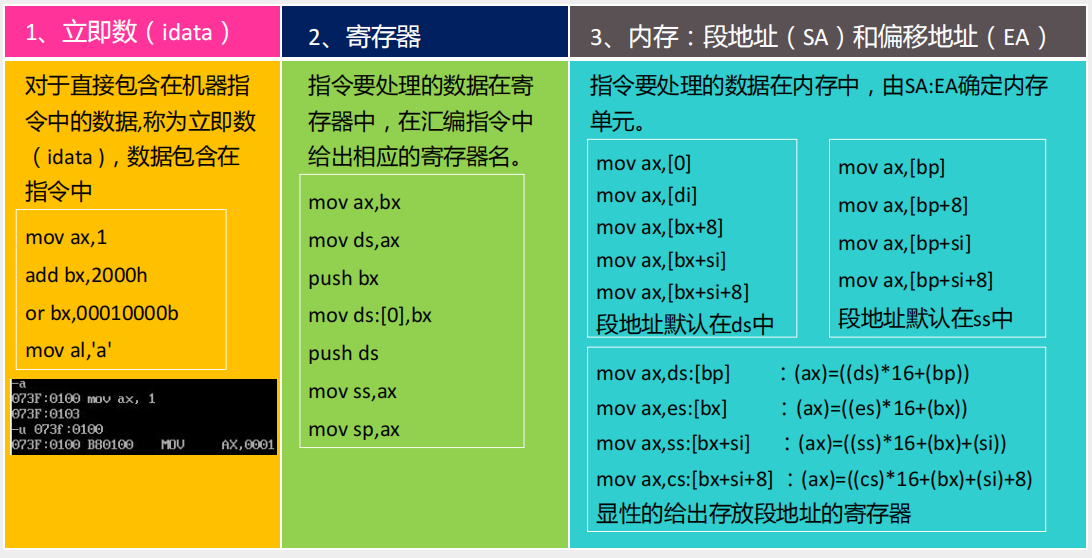 1、立即数（idata）
对于直接包含在机器指
令中的数据,称为立即数
（idata )，数据包含在
指令中
mov ax,1
add bx,2000h
or bx,00010000b
mov al,'a'
-a
073F:0100 mov ax, 1
073F:0103
-u 073f:0100
073F:0100 B80100 MOV AX,0001
2、寄存器
指令要处理的数据在寄
存器中，在汇编指令中
给出相应的寄存器名。
mov ax,bx
mov ds,ax
push bx
mov ds:[0],bx
push ds
mov ss,ax
mov sp,ax
3、内存：段地址（SA）和偏移地址（EA）
指令要处理的数据在内存中，由SA:EA确定内存
单元。
mov ax,[0]
mov ax,[di]
mov ax,[bx+8]
mov ax,[bx+si]
mov ax,[bx+si+8]
段地址默认在ds中
mov ax,[bp]
mov ax,[bp+8]
mov ax,[bp+si]
mov ax,[bp+si+8]
段地址默认在ss中
mov ax,ds:[bp] ：(ax)=((ds)*16+(bp))
mov ax,es:[bx] ：(ax)=((es)*16+(bx))
mov ax,ss:[bx+si] ：(ax)=((ss)*16+(bx)+(si))
mov ax,cs:[bx+si+8] ：(ax)=((cs)*16+(bx)+(si)+8)
显性的给出存放段地址的寄存器